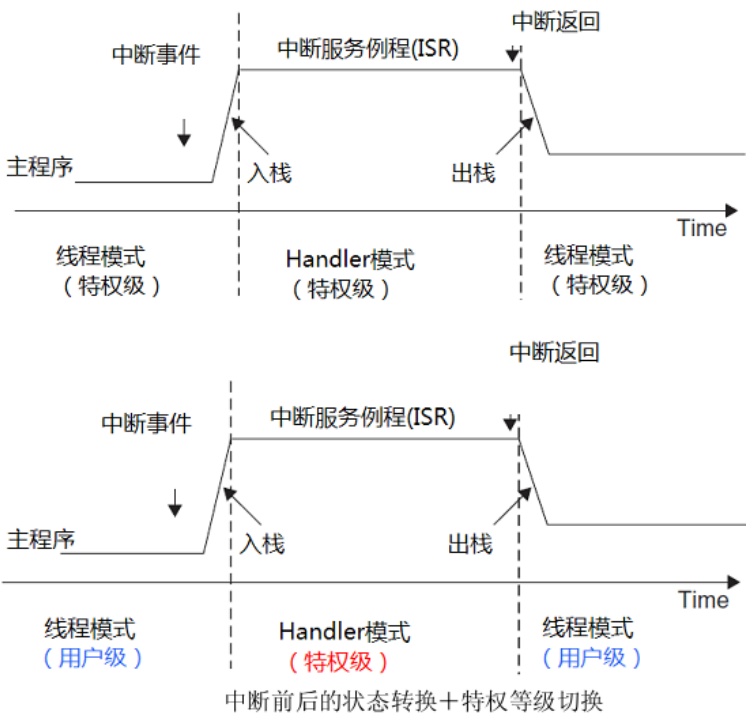 中断返回
中断事件
中断服务例程(ISR)
主程序
入栈
出栈
Time
线程模式
（特权级）
Handler模式
（特权级）
线程模式
（特权级）
中断返回
中断事件
中断服务例程(ISR)
主程序
入栈
出栈
Time
线程模式
（用户级）
Handler模式
（特权级）
线程模式
（用户级）
中断前后的状态转换＋特权等级切换